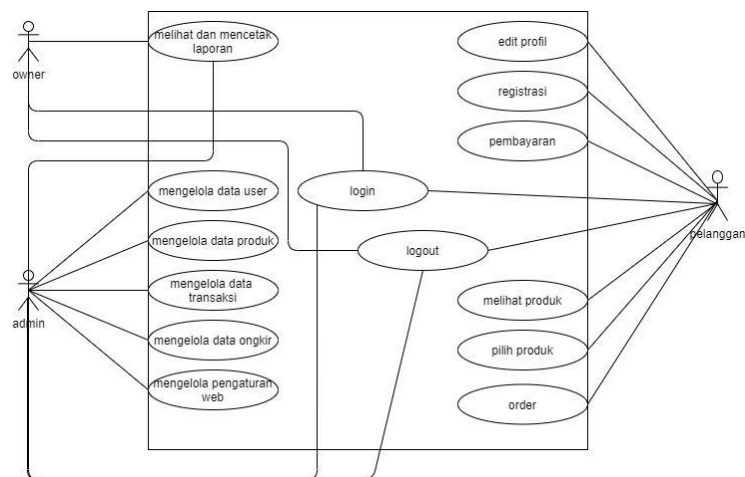 melihat dan mencetak
laporan
edit profil
owner
registrasi
pembayaran
mengelola data user
login
pelanggan
mengelola data produk
logout
mengelola data
transaksi
melihat produk
admin
mengelola data ongkir
pilih produk
mengelola pengaturan
web
order